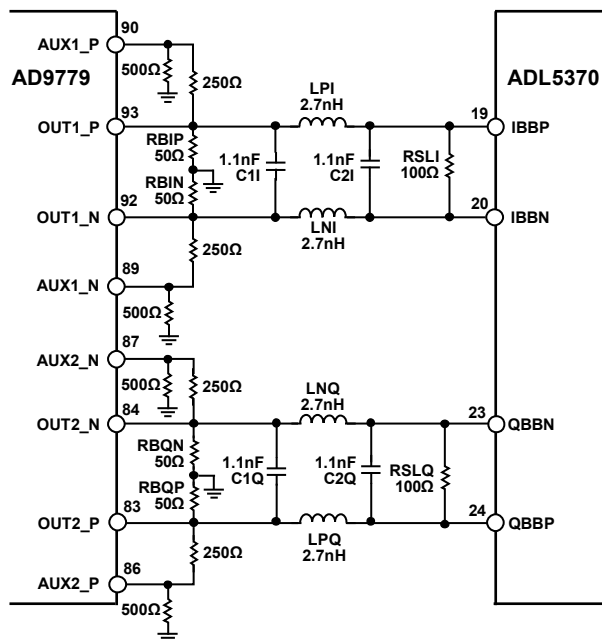 90
AUX1_P
500Ω
250Ω
AD9779
ADL5370
LPI
2.7nH
93
OUT1_P
19
IBBP
RBIP
50Ω
1.1nF
C1I
1.1nF
C2I
RSLI
100Ω
RBIN
50Ω
92
OUT1_N
20
IBBN
LNI
2.7nH
250Ω
89
AUX1_N
500Ω
87
AUX2_N
500Ω
250Ω
LNQ
2.7nH
84
OUT2_N
23
QBBN
RBQN
50Ω
1.1nF
C1Q
1.1nF
C2Q
RSLQ
100Ω
RBQP
50Ω
83
OUT2_P
24
QBBP
LPQ
2.7nH
250Ω
86
AUX2_P
500Ω